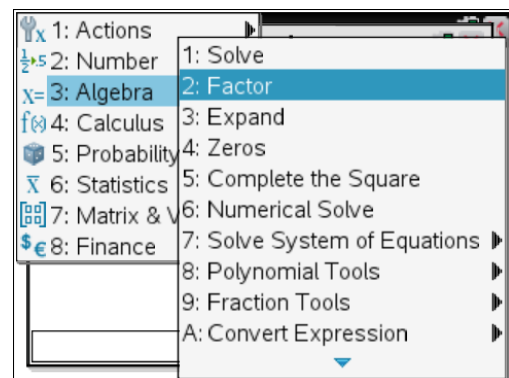 1: Actions
2: Number
3: Algebra
4: Calculus
5: Probability
6: Statistics
7: Matrix & V
8: Finance
1: Solve
2: Factor
3: Expand
4: Zeros
5: Complete the Square
6: Numerical Solve
7: Solve System of Equations
8: Polynomial Tools
9: Fraction Tools
A: Convert Expression